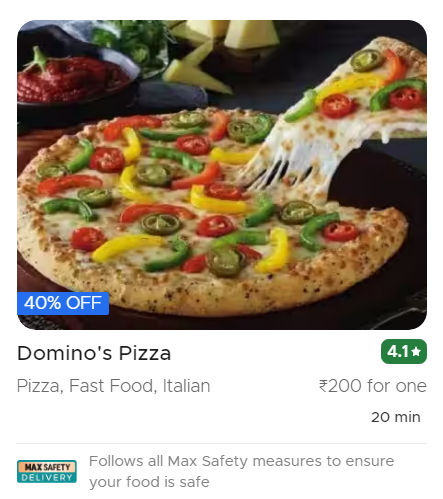 40% OFF
Domino's Pizza
4.1★
Pizza, Fast Food, Italian
₹200 for one
20 min
MAX SAFETY
DELIVERY
Follows all Max Safety measures to ensure
your food is safe